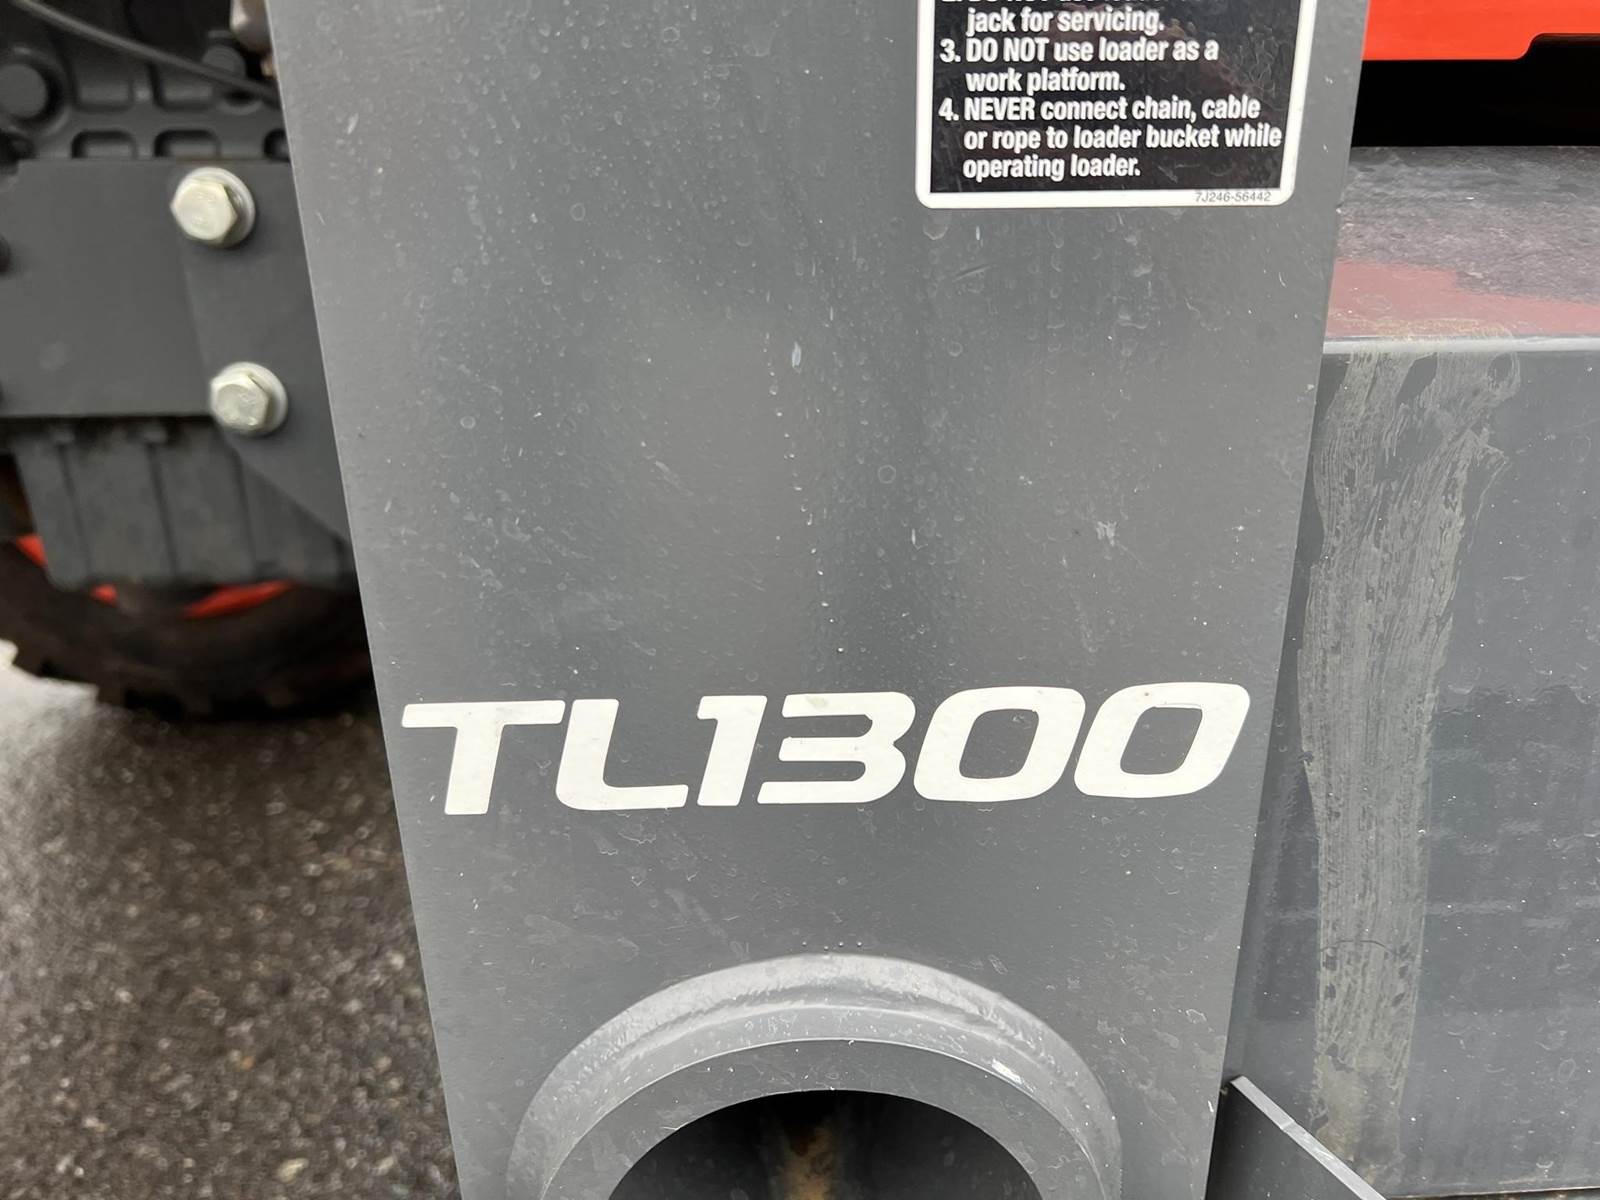 jack for servicing.
3. DO NOT use loader as a
work platform.
4. NEVER connect chain, cable
or rope to loader bucket while
operating loader.
7J246-56442
TL1300